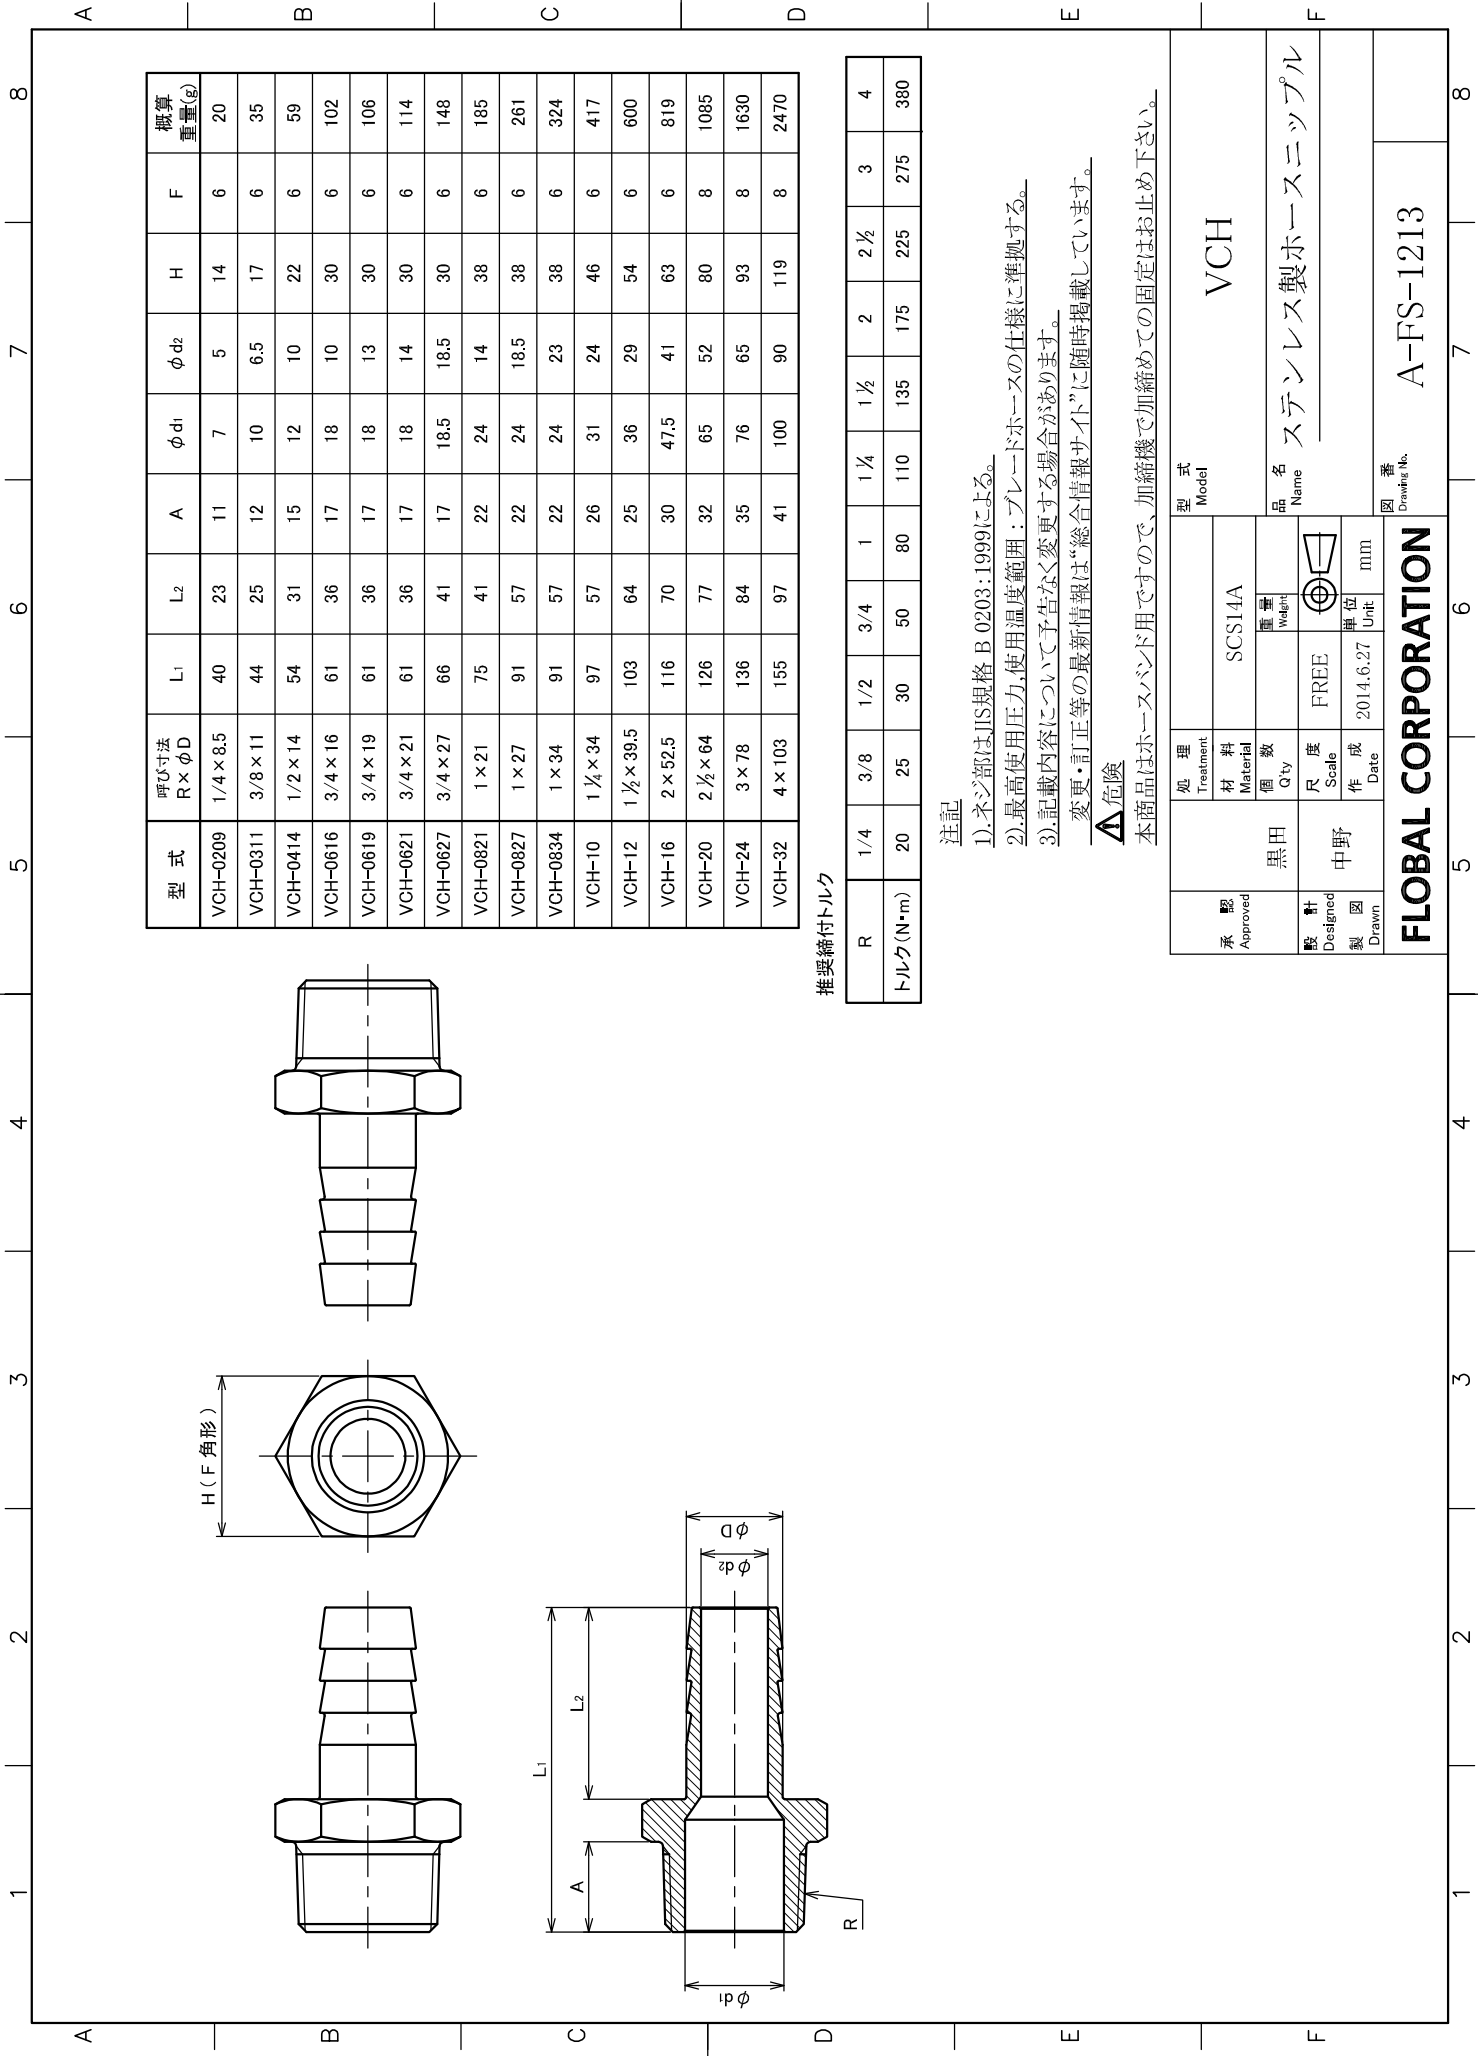 1 2 3 4 5 6 7 8
A B C D E F
H(F角形)
L₁
L₂
A
φd₁
φd₂
φD
R
型 式 呼び寸法 R×φD L₁ L₂ A φd₁ φd₂ H F 概算重量(g)
VCH-0209 1/4×8.5 40 23 11 7 5 14 6 20
VCH-0311 3/8×11 44 25 12 10 6.5 17 6 35
VCH-0414 1/2×14 54 31 15 12 10 22 6 59
VCH-0616 3/4×16 61 36 17 18 10 30 6 102
VCH-0619 3/4×19 61 36 17 18 13 30 6 106
VCH-0621 3/4×21 61 36 17 18 14 30 6 114
VCH-0627 3/4×27 66 41 17 18.5 18.5 30 6 148
VCH-0821 1×21 75 41 22 24 14 38 6 185
VCH-0827 1×27 91 57 22 24 18.5 38 6 261
VCH-0834 1×34 91 57 22 24 23 38 6 324
VCH-10 1¼×34 97 57 26 31 24 46 6 417
VCH-12 1½×39.5 103 64 25 36 29 54 6 600
VCH-16 2×52.5 116 70 30 47.5 41 63 6 819
VCH-20 2½×64 126 77 32 65 52 80 8 1085
VCH-24 3×78 136 84 35 76 65 93 8 1630
VCH-32 4×103 155 97 41 100 90 119 8 2470
推奨締付トルク
R 1/4 3/8 1/2 3/4 1 1¼ 1½ 2 2½ 3 4
トルク(N・m) 20 25 30 50 80 110 135 175 225 275 380
注記
1).ネジ部はJIS規格 B 0203:1999による。
2).最高使用圧力,使用温度範囲：ブレードホースの仕様に準拠する。
3).記載内容について予告なく変更する場合があります。
変更・訂正等の最新情報は“総合情報サイト”に随時掲載しています。
危険
本商品はホースバンド用ですので、加締機で加締めての固定はお止め下さい。
承 認 Approved
黒田
設 計 Designed
製 図 Drawn
中野
処 理 Treatment
材 料 Material
SCS14A
個 数 Q'ty
重量 Weight
尺 度 Scale
FREE
作 成 Date
2014.6.27
単位 Unit
mm
型 式 Model
VCH
品 名 Name
ステンレス製ホースニップル
図 番 Drawing No.
A-FS-1213
FLOBAL CORPORATION
A B C D E F
1 2 3 4 5 6 7 8